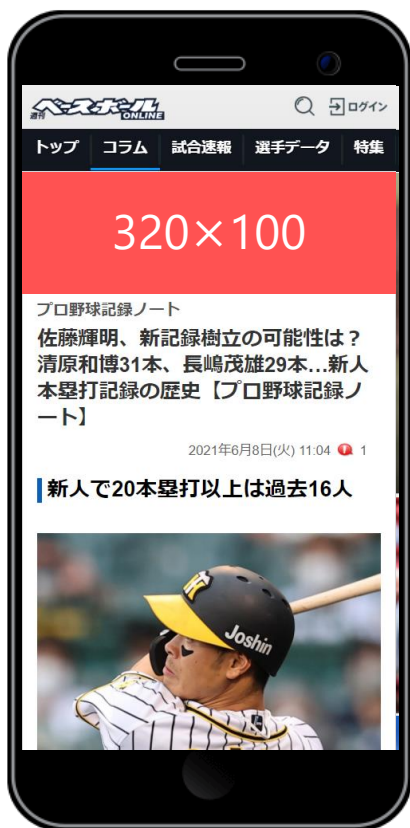 週刊ベースボールONLINE
ログイン
トップ コラム 試合速報 選手データ 特集
320×100
プロ野球記録ノート
佐藤輝明、新記録樹立の可能性は？
清原和博31本、長嶋茂雄29本…新人
本塁打記録の歴史【プロ野球記録ノ
ート】
2021年6月8日(火) 11:04 1
新人で20本塁打以上は過去16人
Joshin